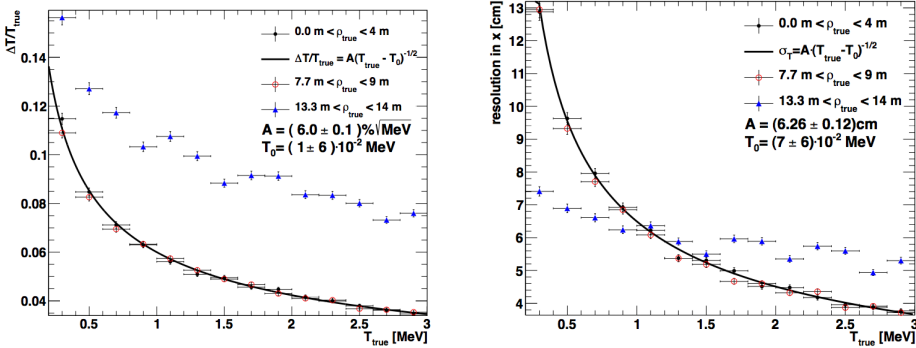 ΔT/T_true
0.14
0.12
0.1
0.08
0.06
0.04
0.0 m < ρ_true < 4 m
ΔT/T_true = A(T_true - T_0)^-1/2
7.7 m < ρ_true < 9 m
13.3 m < ρ_true < 14 m
A = ( 6.0 ± 0.1 )%√MeV
T_0= ( 1± 6 )·10^-2 MeV
0.5 1 1.5 2 2.5 3
T_true [MeV]
resolution in x [cm]
13
12
11
10
9
8
7
6
5
4
0.0 m < ρ_true < 4 m
σ_T=A·(T_true-T_0)^-1/2
7.7 m < ρ_true < 9 m
13.3 m < ρ_true < 14 m
A = (6.26 ± 0.12)cm
T_0= (7± 6)·10^-2 MeV
0.5 1 1.5 2 2.5 3
T_true [MeV]